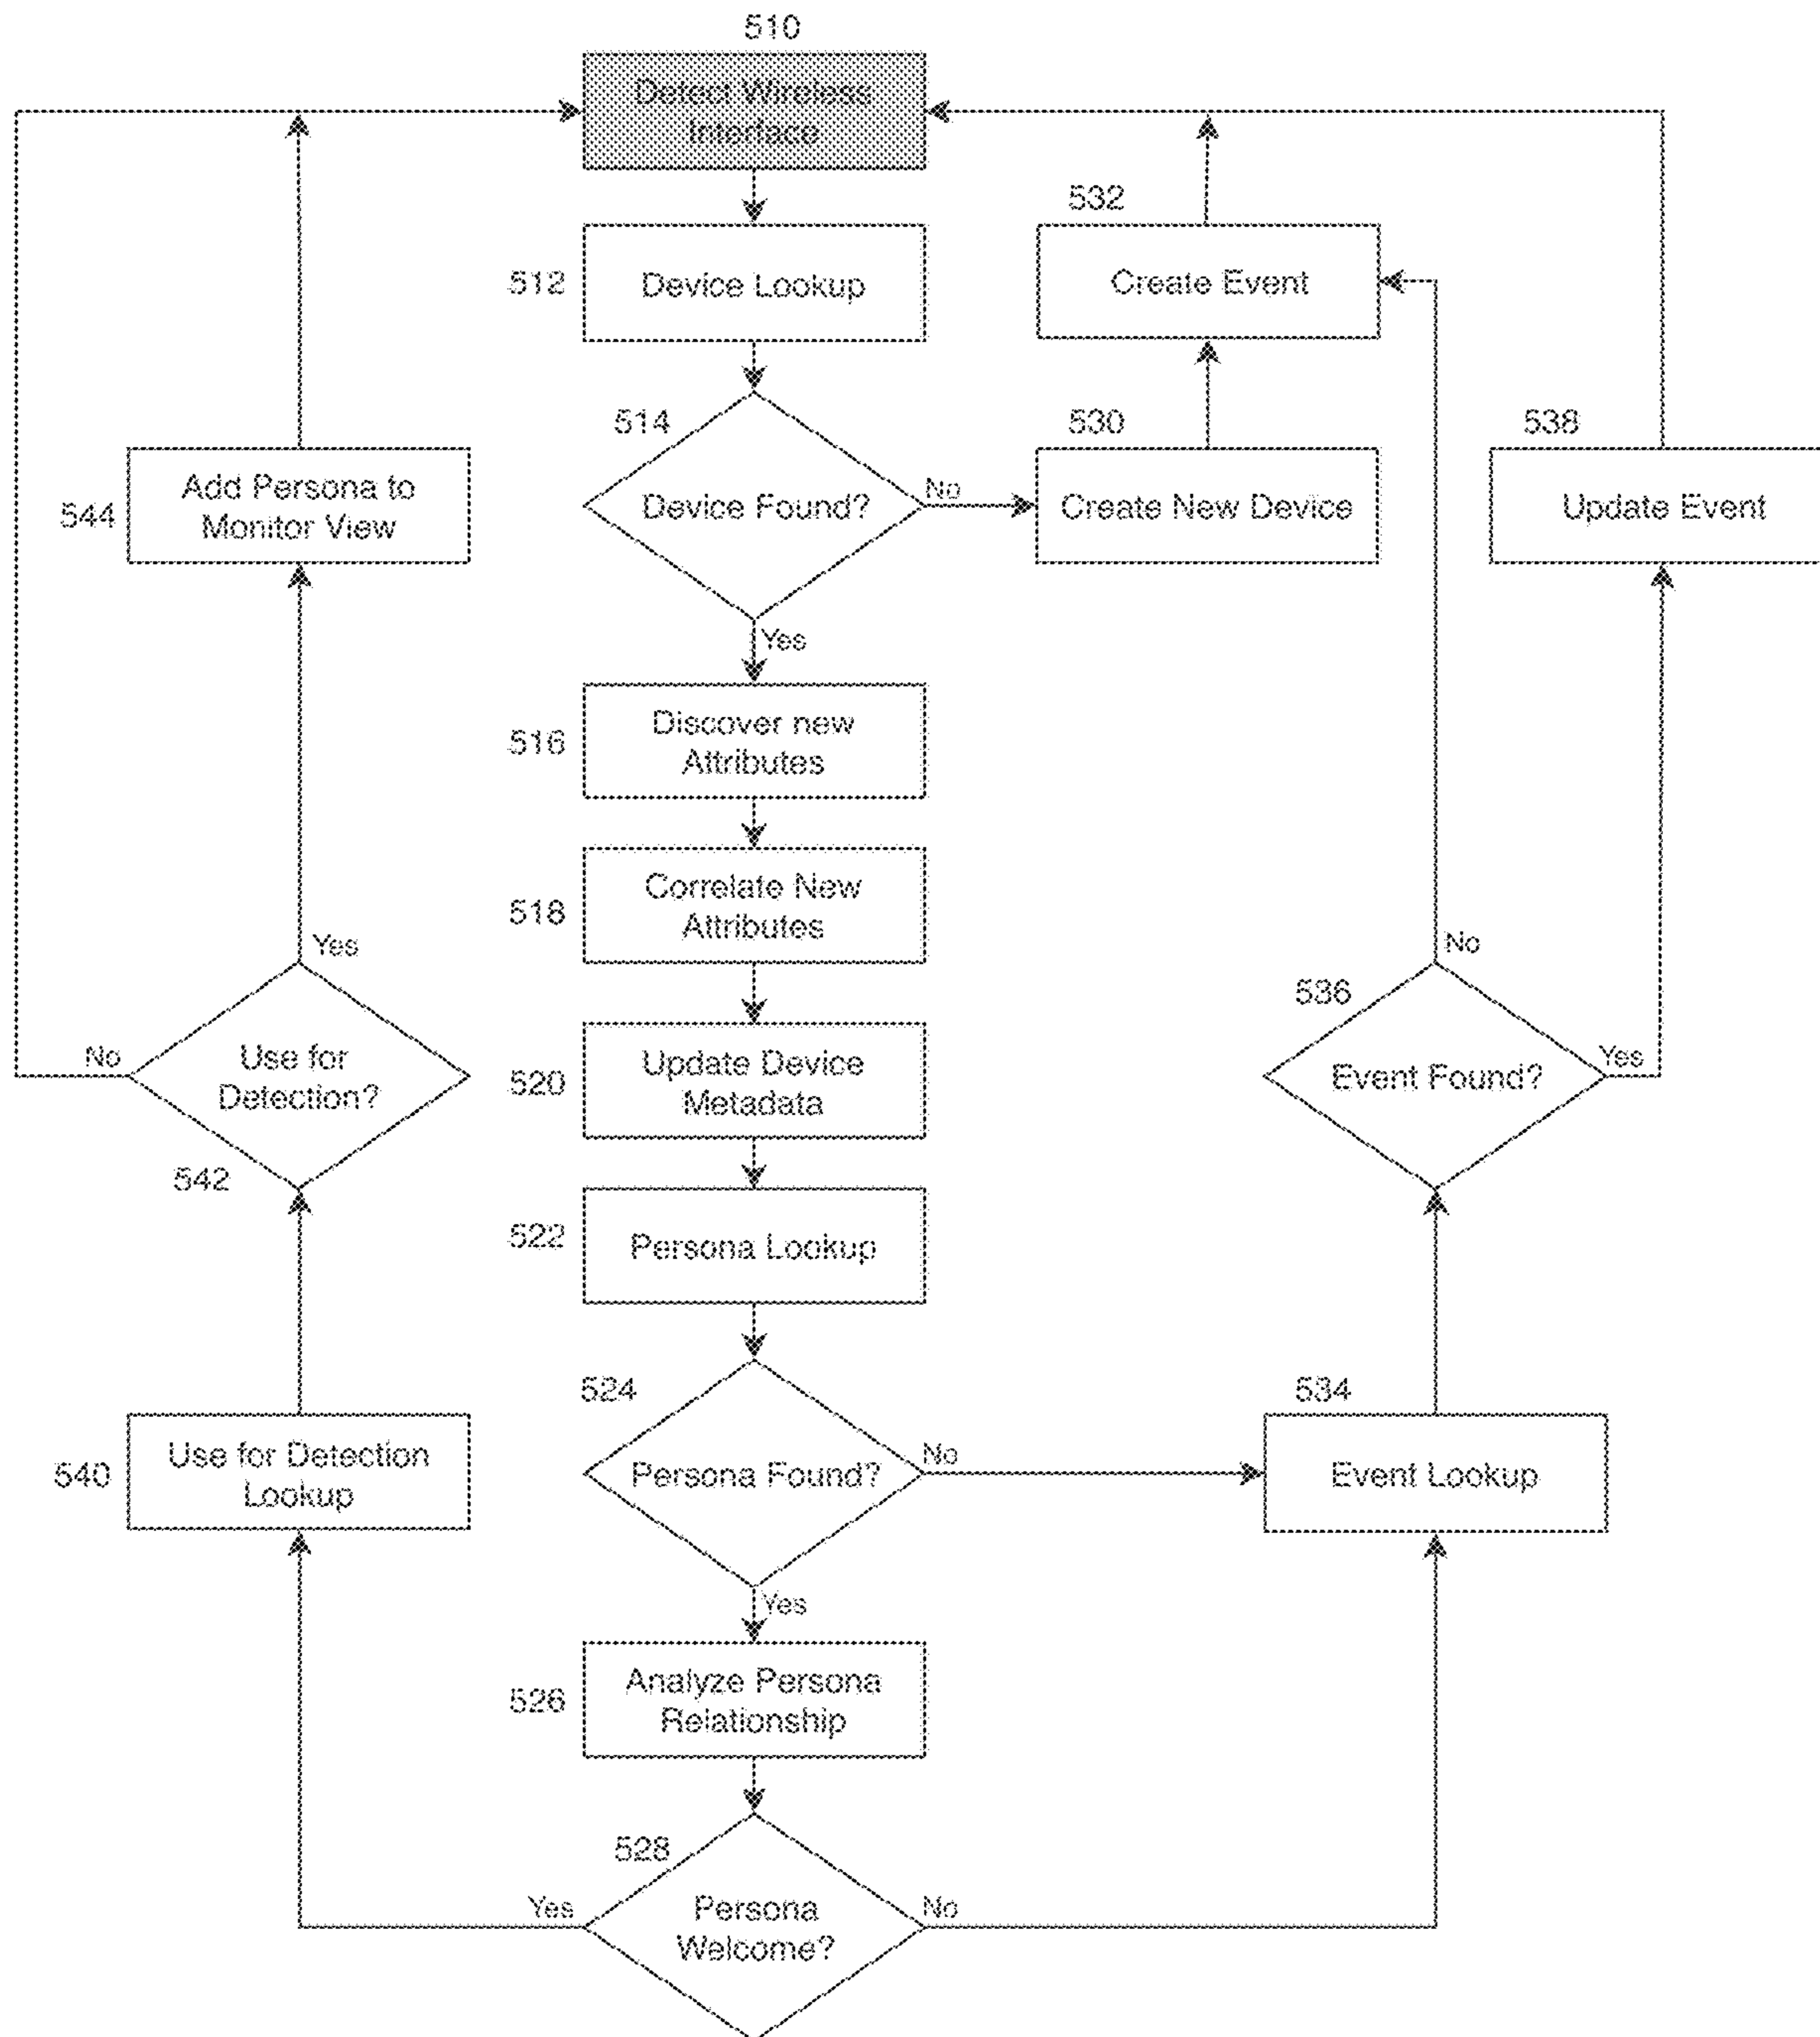 510
Detect Wireless
Interface
532
512
Device Lookup
Create Event
514
530
538
544
Add Persona to
Monitor View
Device Found?
No
Create New Device
Update Event
Yes
516
Discover new
Attributes
518
Correlate New
Attributes
Yes
No
536
No
Use for
Detection?
520
Update Device
Metadata
Event Found?
Yes
542
522
Persona Lookup
524
534
540
Use for Detection
Lookup
Persona Found?
No
Event Lookup
Yes
526
Analyze Persona
Relationship
528
Yes
Persona
Welcome?
No